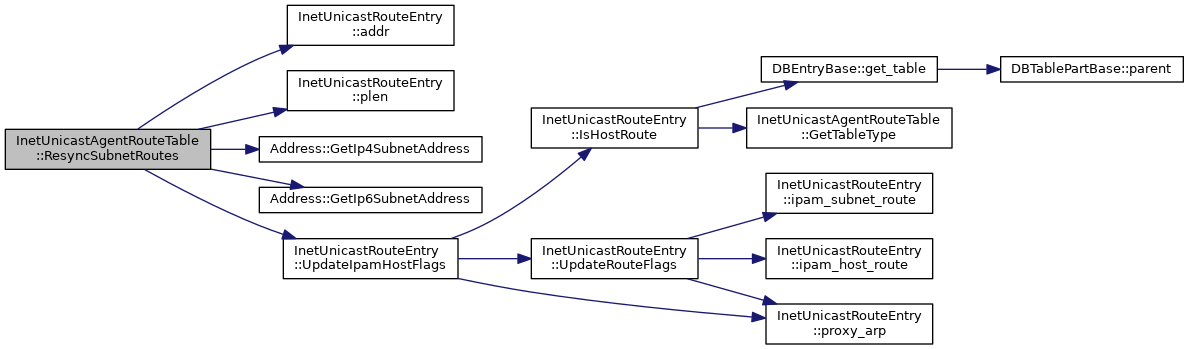 InetUnicastRouteEntry
::addr
InetUnicastRouteEntry
::plen
InetUnicastAgentRouteTable
::ResyncSubnetRoutes
Address::GetIp4SubnetAddress
Address::GetIp6SubnetAddress
InetUnicastRouteEntry
::UpdateIpamHostFlags
InetUnicastRouteEntry
::IsHostRoute
InetUnicastRouteEntry
::UpdateRouteFlags
DBEntryBase::get_table
DBTablePartBase::parent
InetUnicastAgentRouteTable
::GetTableType
InetUnicastRouteEntry
::ipam_subnet_route
InetUnicastRouteEntry
::ipam_host_route
InetUnicastRouteEntry
::proxy_arp